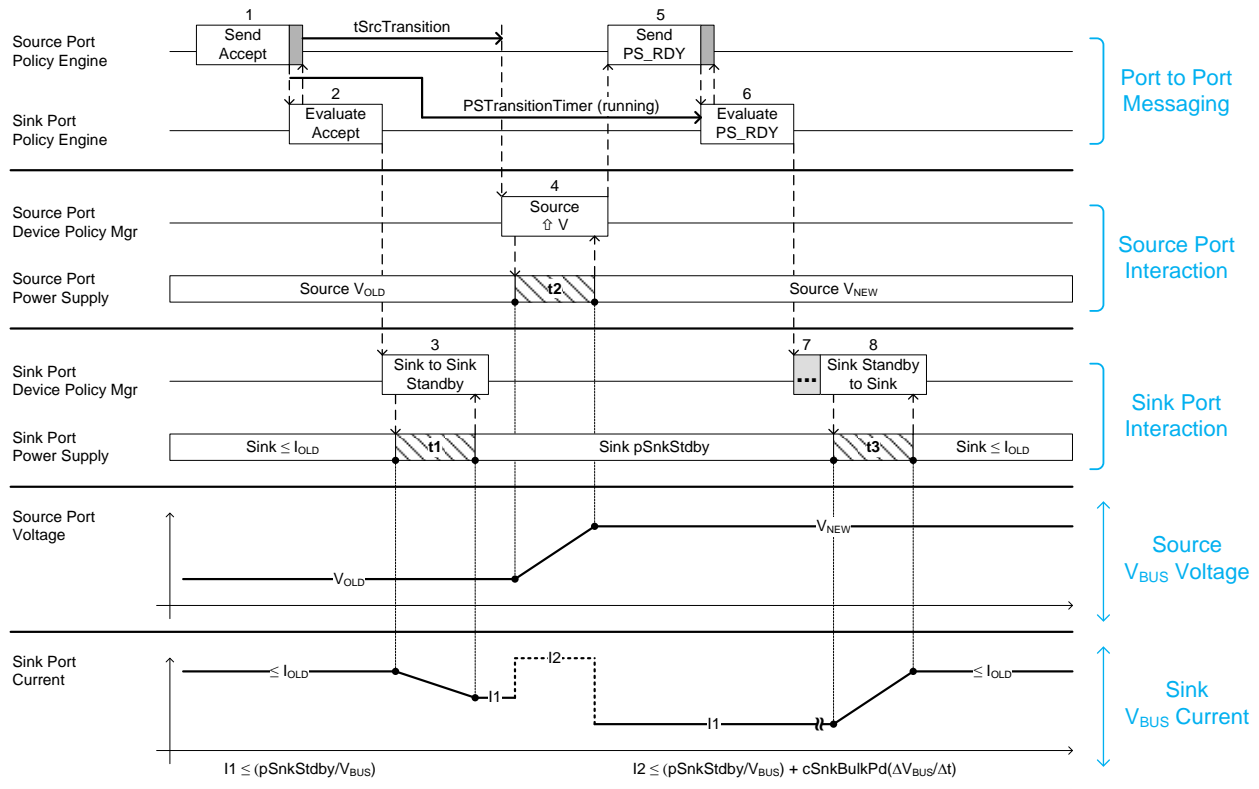 1
5
Source Port
Policy Engine
Send
Accept
tSrcTransition
Send
PS_RDY
Port to Port
Messaging
2
6
Sink Port
Policy Engine
Evaluate
Accept
PSTransitionTimer (running)
Evaluate
PS_RDY
4
Source Port
Device Policy Mgr
Source
⇧ V
Source Port
Interaction
Source Port
Power Supply
Source VOLD
t2
Source VNEW
3
7
8
Sink Port
Device Policy Mgr
Sink to Sink
Standby
...
Sink Standby
to Sink
Sink Port
Interaction
Sink Port
Power Supply
Sink ≤ IOLD
t1
Sink pSnkStdby
t3
Sink ≤ IOLD
Source Port
Voltage
VOLD
VNEW
Source
VBUS Voltage
Sink Port
Current
≤ IOLD
I1
I2
I1
≤ IOLD
Sink
VBUS Current
I1 ≤ (pSnkStdby/VBUS)
I2 ≤ (pSnkStdby/VBUS) + cSnkBulkPd(ΔVBUS/Δt)